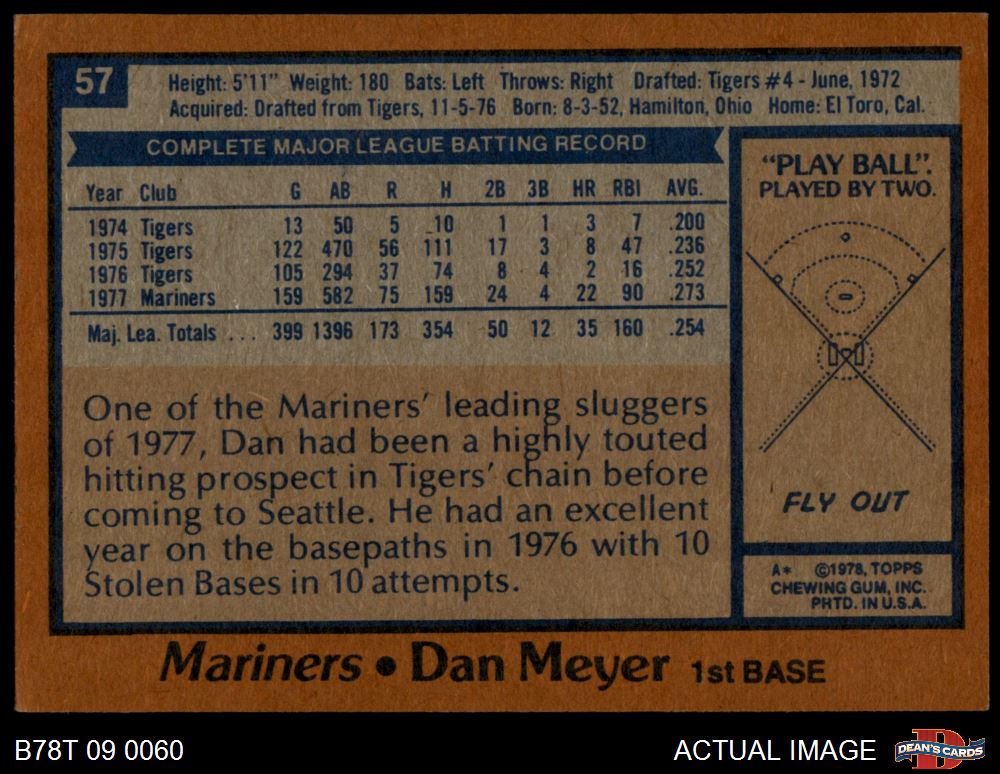 57
Height: 5'11" Weight: 180 Bats: Left Throws: Right Drafted: Tigers #4 - June, 1972
Acquired: Drafted from Tigers, 11-5-76 Born: 8-3-52, Hamilton, Ohio Home: El Toro, Cal.
COMPLETE MAJOR LEAGUE BATTING RECORD
Year Club G AB R H 2B 3B HR RBI AVG.
1974 Tigers 13 50 5 10 1 1 3 7 .200
1975 Tigers 122 470 56 111 17 3 8 47 .236
1976 Tigers 105 294 37 74 8 4 2 16 .252
1977 Mariners 159 582 75 159 24 4 22 90 .273
Maj. Lea. Totals . . . 399 1396 173 354 50 12 35 160 .254
One of the Mariners' leading sluggers
of 1977, Dan had been a highly touted
hitting prospect in Tigers' chain before
coming to Seattle. He had an excellent
year on the basepaths in 1976 with 10
Stolen Bases in 10 attempts.
"PLAY BALL".
PLAYED BY TWO.
FLY OUT
A* ©1978, TOPPS
CHEWING GUM, INC.
PRTD. IN U.S.A.
Mariners • Dan Meyer 1st BASE
B78T 09 0060
ACTUAL IMAGE
D
DEAN'S CARDS